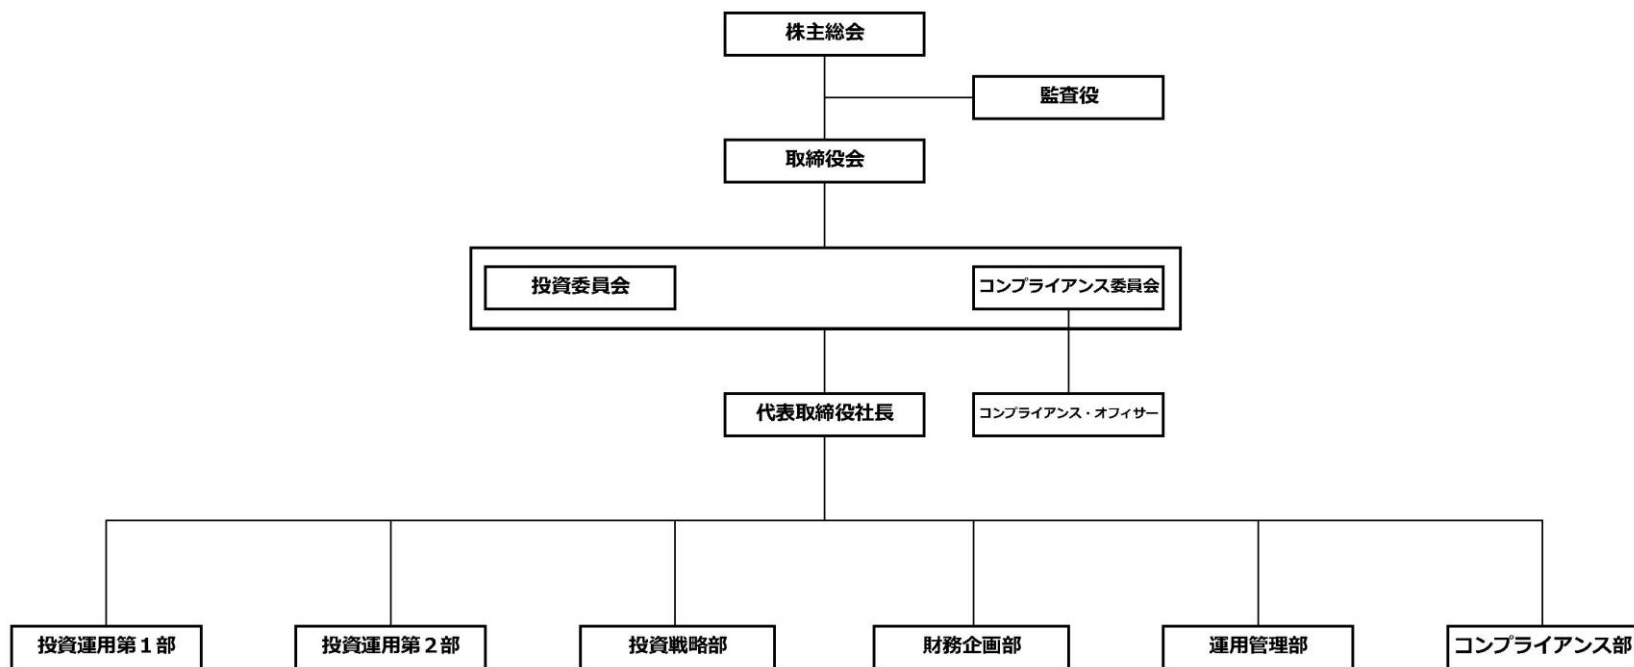 株主総会
監査役
取締役会
投資委員会
コンプライアンス委員会
代表取締役社長
コンプライアンス・オフィサー
投資運用第１部
投資運用第２部
投資戦略部
財務企画部
運用管理部
コンプライアンス部